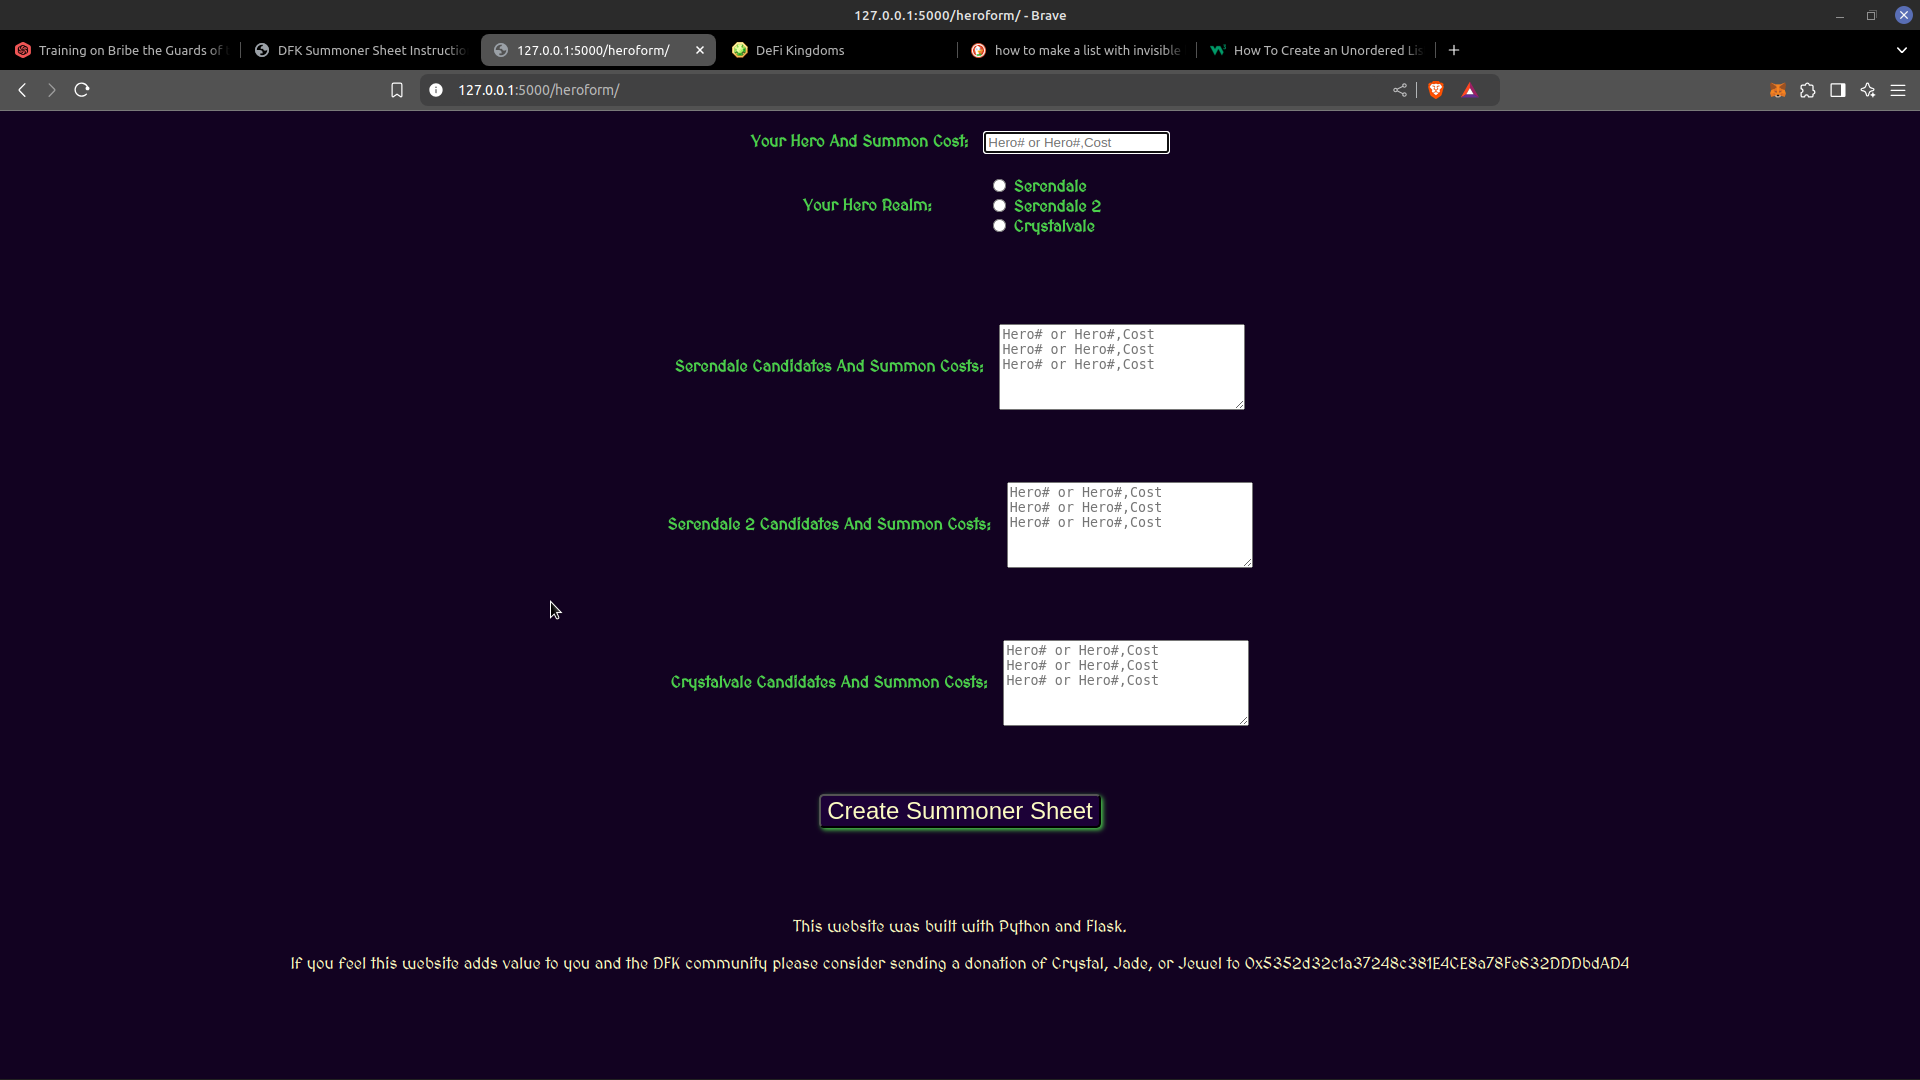 127.0.0.1:5000/heroform/ - Brave
Training on Bribe the Guards of
DFK Summoner Sheet Instructio
127.0.0.1:5000/heroform/
DeFi Kingdoms
how to make a list with invisible
How To Create an Unordered Lis
127.0.0.1:5000/heroform/
Your Hero And Summon Cost:
Hero# or Hero#,Cost
Your Hero Realm:
Serendale
Serendale 2
Crystalvale
Serendale Candidates And Summon Costs:
Hero# or Hero#,Cost
Hero# or Hero#,Cost
Hero# or Hero#,Cost
Serendale 2 Candidates And Summon Costs:
Hero# or Hero#,Cost
Hero# or Hero#,Cost
Hero# or Hero#,Cost
Crystalvale Candidates And Summon Costs:
Hero# or Hero#,Cost
Hero# or Hero#,Cost
Hero# or Hero#,Cost
Create Summoner Sheet
This website was built with Python and Flask.
If you feel this website adds value to you and the DFK community please consider sending a donation of Crystal, Jade, or Jewel to 0x5352d32c1a37248c381E4CE8a78Fe632DDDbdAD4